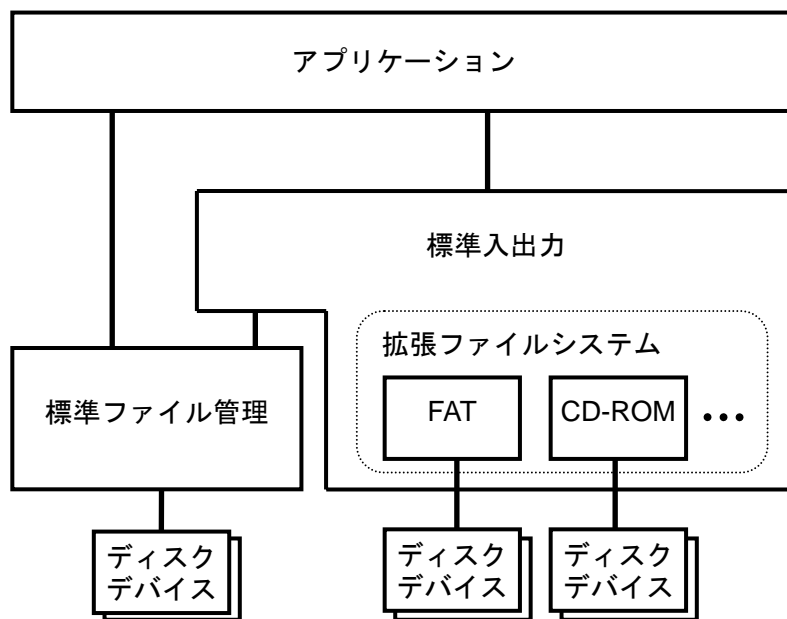 アプリケーション
標準入出力
拡張ファイルシステム
標準ファイル管理
FAT
CD-ROM
•••
ディスク
デバイス
ディスク
デバイス
ディスク
デバイス